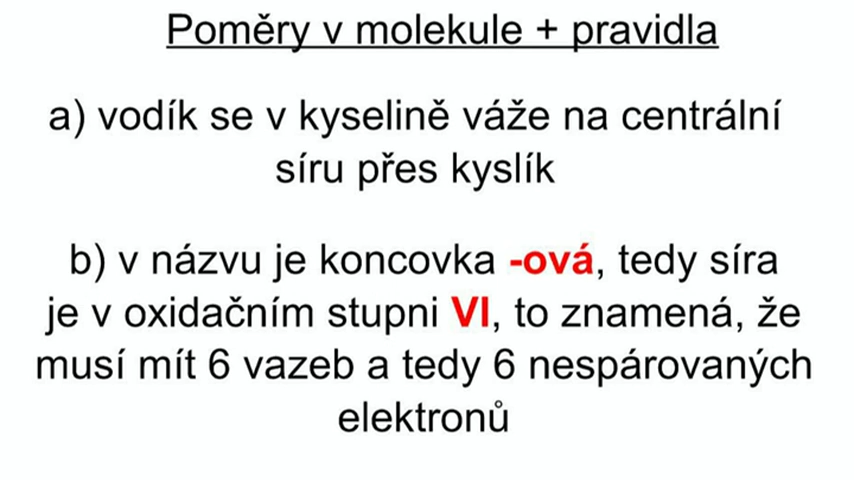 Poměry v molekule + pravidla
a) vodík se v kyselině váže na centrální
síru přes kyslík
b) v názvu je koncovka -ová, tedy síra
je v oxidačním stupni VI, to znamená, že
musí mít 6 vazeb a tedy 6 nespárovaných
elektronů